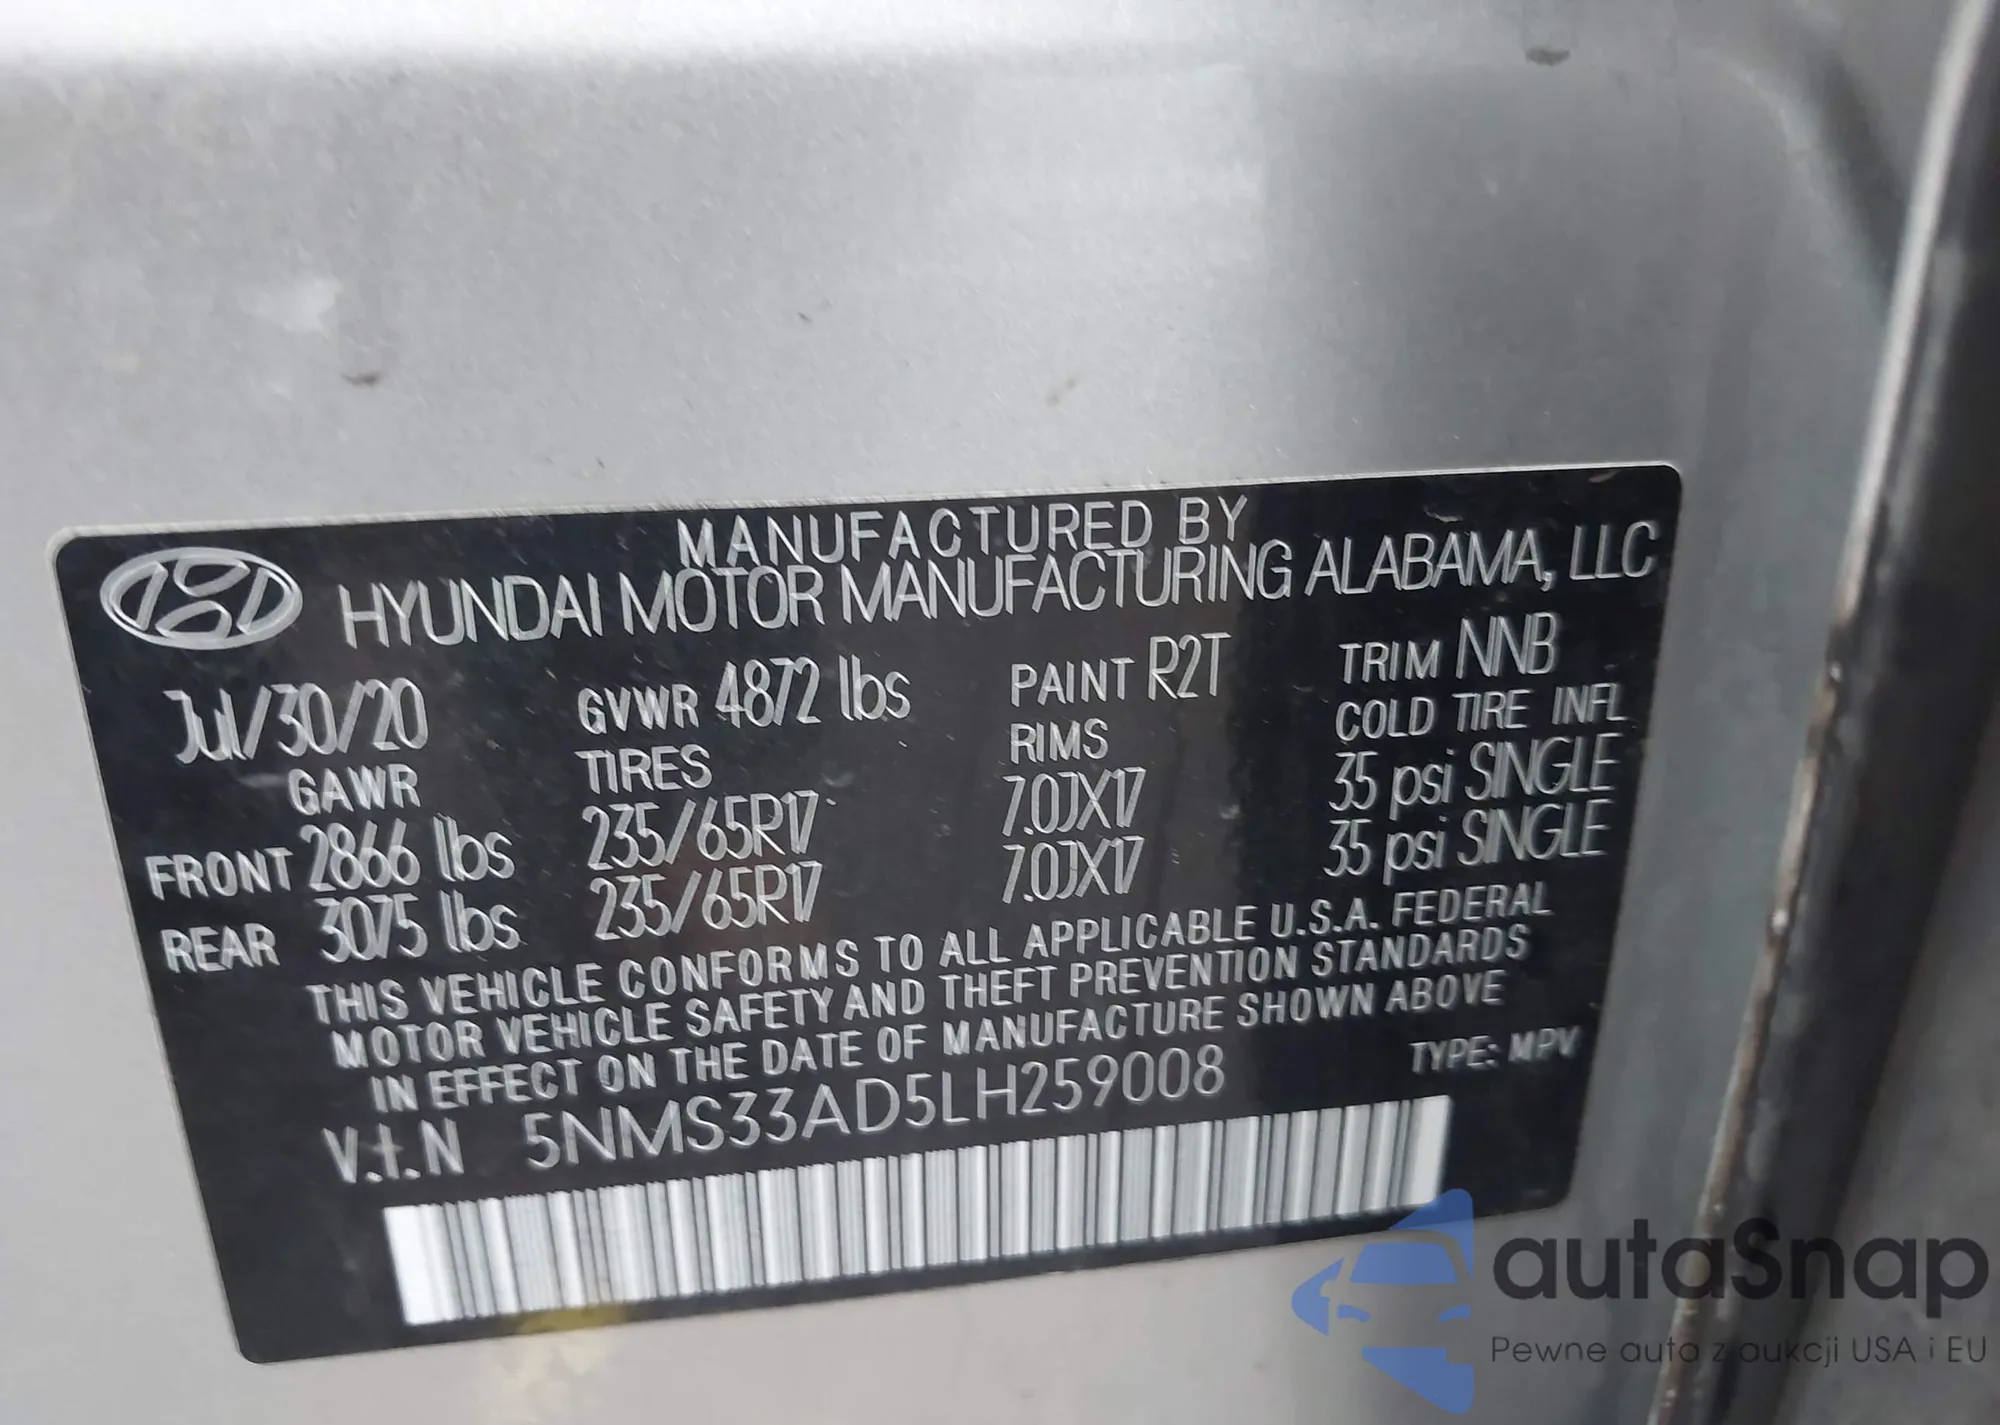 MANUFACTURED BY
HYUNDAI MOTOR MANUFACTURING ALABAMA, LLC
Jul/30/20 GVWR 4872 lbs PAINT R2T TRIM NNB
GAWR TIRES RIMS COLD TIRE INFL
FRONT 2866 lbs 235/65R17 7.0JX17 35 psi SINGLE
REAR 3075 lbs 235/65R17 7.0JX17 35 psi SINGLE
THIS VEHICLE CONFORMS TO ALL APPLICABLE U.S.A. FEDERAL
MOTOR VEHICLE SAFETY AND THEFT PREVENTION STANDARDS
IN EFFECT ON THE DATE OF MANUFACTURE SHOWN ABOVE
V.I.N 5NMS33AD5LH259008 TYPE: MPV
autaSnap
Pewne auta z aukcji USA i EU